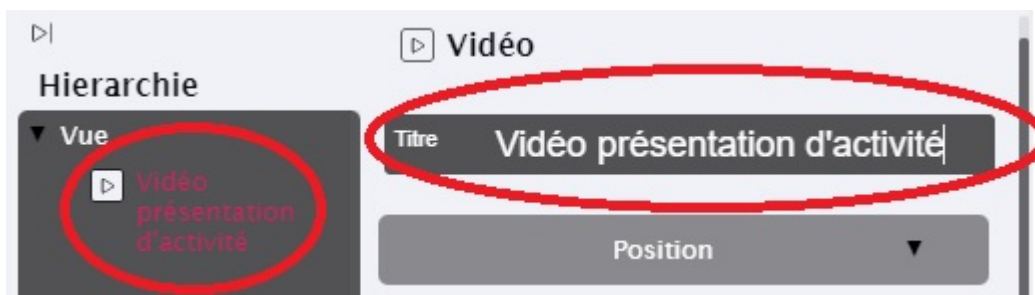 Hierarchie
Vue
Vidéo
présentation
d'activité
Vidéo
Titre Vidéo présentation d'activité
Position